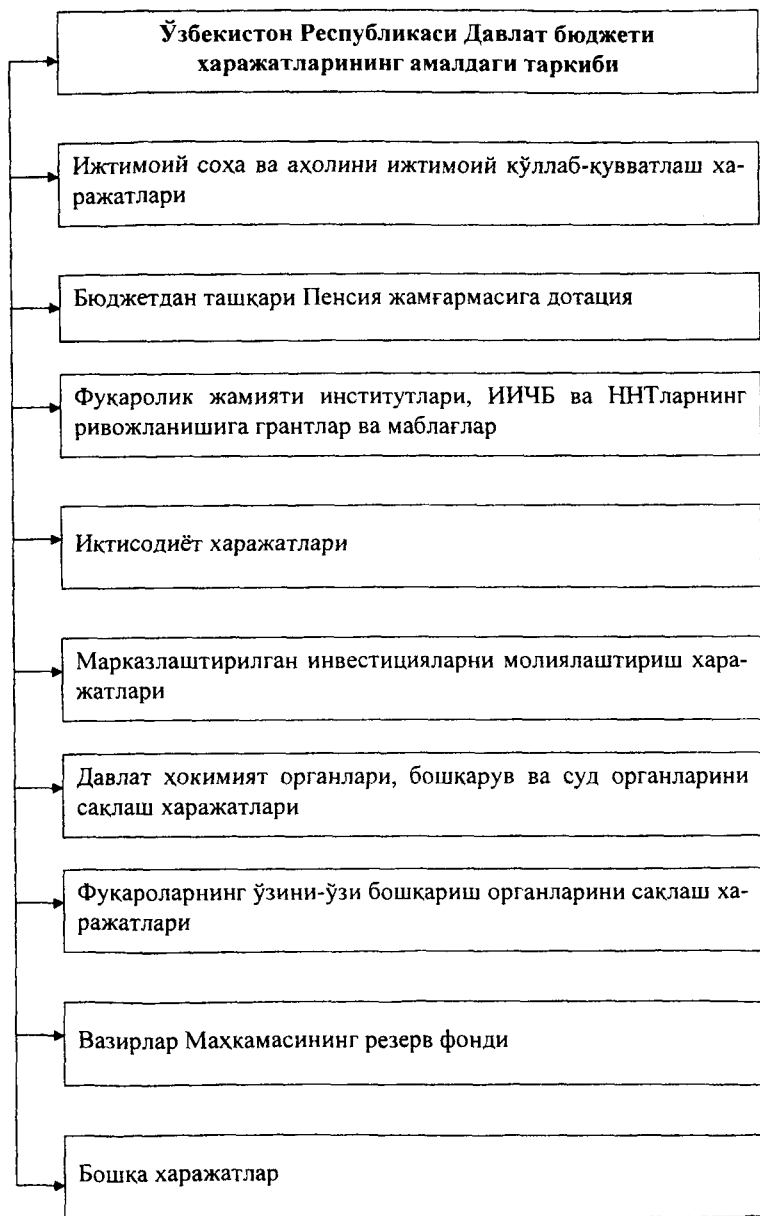 Ўзбекистон Республикаси Давлат бюджети
харажатларининг амалдаги таркиби
Ижтимоий соҳа ва аҳолини ижтимоий қўллаб-қувватлаш ха-
ражатлари
Бюджетдан ташқари Пенсия жамғармасига дотация
Фуқаролик жамияти институтлари, ИИЧБ ва ННТларнинг
ривожланишига грантлар ва маблағлар
Иқтисодиёт харажатлари
Марказлаштирилган инвестицияларни молиялаштириш хара-
жатлари
Давлат ҳокимият органлари, бошқарув ва суд органларини
сақлаш харажатлари
Фуқароларнинг ўзини-ўзи бошқариш органларини сақлаш ха-
ражатлари
Вазирлар Маҳкамасининг резерв фонди
Бошқа харажатлар